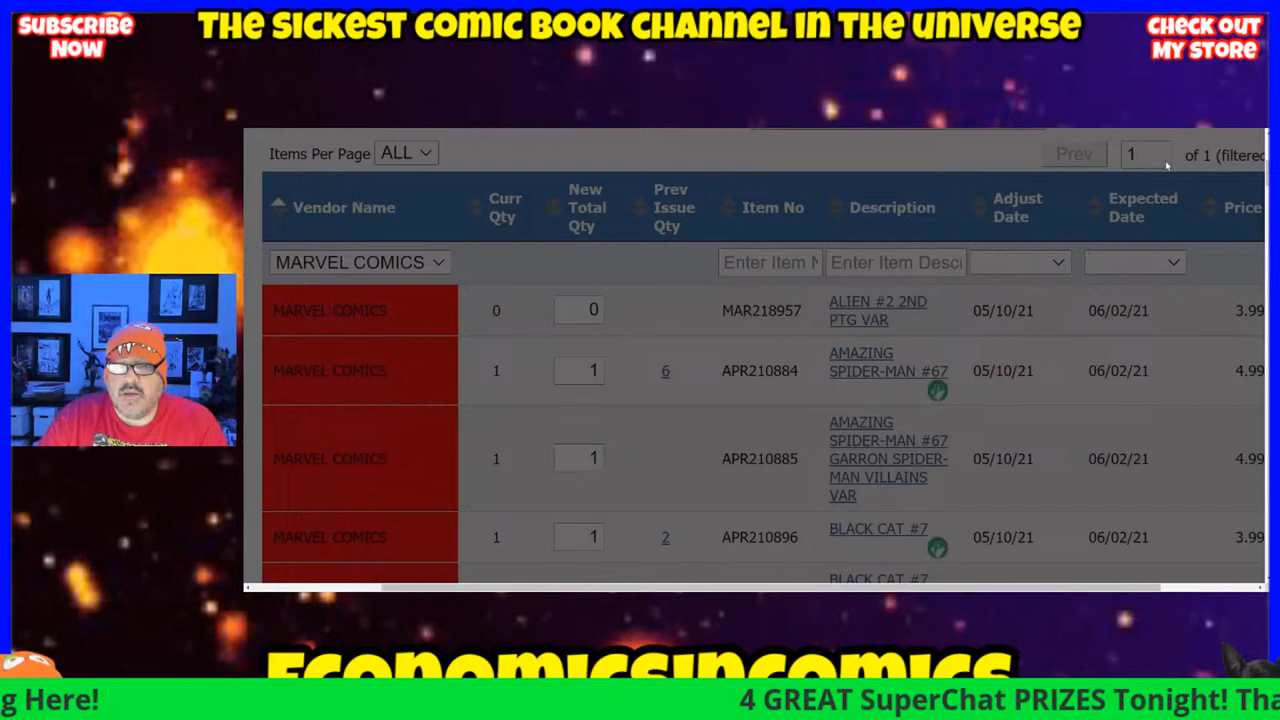 SUBSCRIBE NOW
THE SICKEST COMIC BOOK CHANNEL IN THE UNIVERSE
CHECK OUT MY STORE
Items Per Page ALL
Prev 1 of 1 (filtered
Vendor Name Curr Qty New Total Qty Prev Issue Qty Item No Description Adjust Date Expected Date Price
MARVEL COMICS Enter Item N Enter Item Desci
MARVEL COMICS 0 0 MAR218957 ALIEN #2 2ND PTG VAR 05/10/21 06/02/21 3.99
MARVEL COMICS 1 1 6 APR210884 AMAZING SPIDER-MAN #67 05/10/21 06/02/21 4.99
MARVEL COMICS 1 1 APR210885 AMAZING SPIDER-MAN #67 GARRON SPIDER-MAN VILLAINS VAR 05/10/21 06/02/21 4.99
MARVEL COMICS 1 1 2 APR210896 BLACK CAT #7 05/10/21 06/02/21 3.99
BLACK CAT #7
ECONOMICSINCOMICS
g Here! 4 GREAT SuperChat PRIZES Tonight! Tha